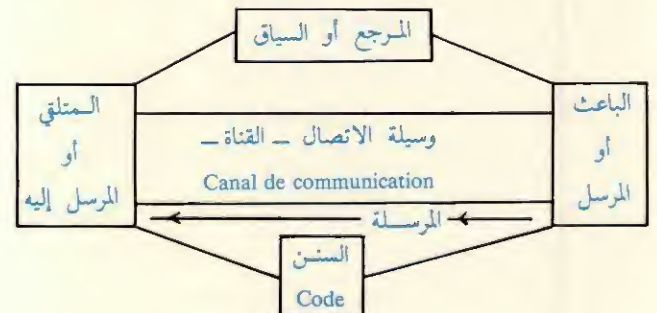 المرجع أو السياق
الباعث
أو
المرسل
وسيلة الاتصال – القناة –
Canal de communication
المرسلة
المتلقي
أو
المرسل إليه
السنن
Code